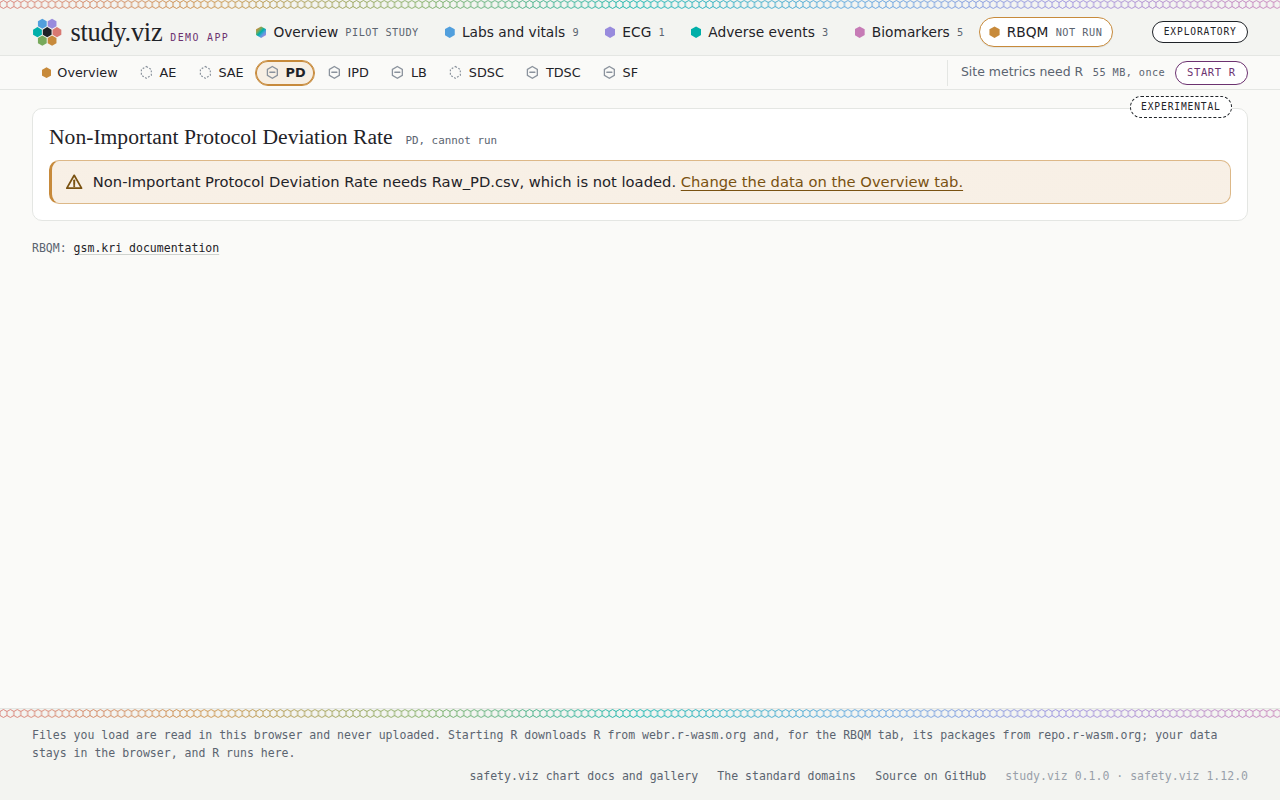 study.viz DEMO APP Overview PILOT STUDY Labs and vitals 9 ECG 1 Adverse events 3 Biomarkers 5 RBQM NOT RUN EXPLORATORY
Overview AE SAE PD IPD LB SDSC TDSC SF Site metrics need R 55 MB, once START R
EXPERIMENTAL
Non-Important Protocol Deviation Rate PD, cannot run
Non-Important Protocol Deviation Rate needs Raw_PD.csv, which is not loaded. Change the data on the Overview tab.
RBQM: gsm.kri documentation
Files you load are read in this browser and never uploaded. Starting R downloads R from webr.r-wasm.org and, for the RBQM tab, its packages from repo.r-wasm.org; your data
stays in the browser, and R runs here.
safety.viz chart docs and gallery The standard domains Source on GitHub study.viz 0.1.0 · safety.viz 1.12.0